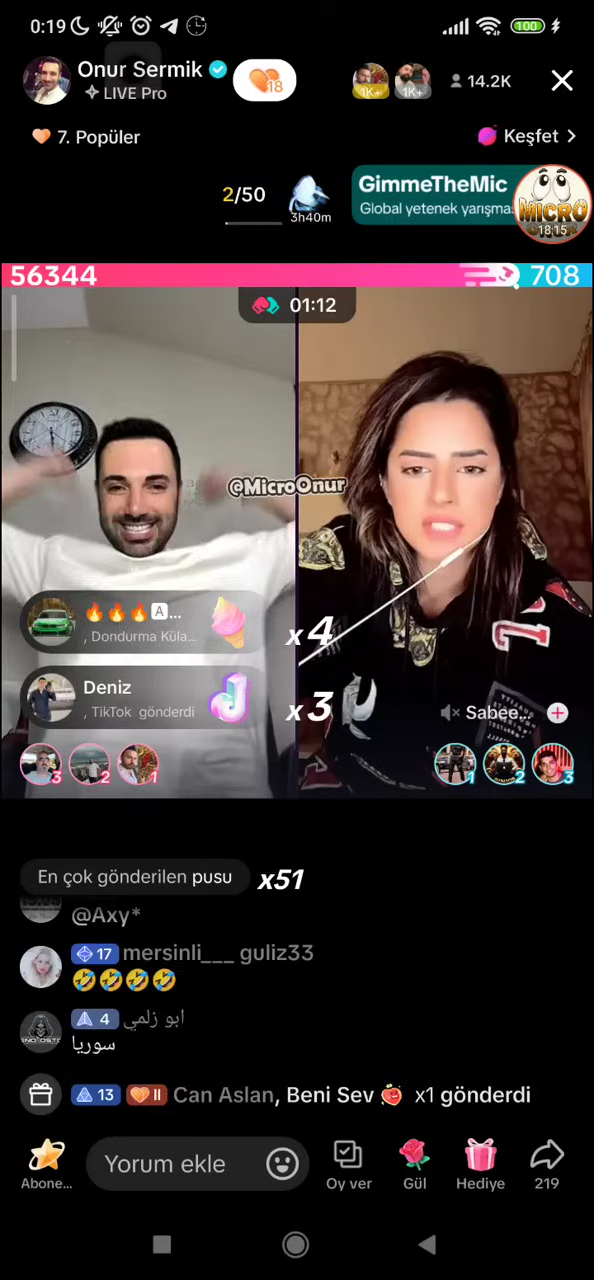 0:19
100
Onur Sermik
LIVE Pro
18
1K+
1K+
14.2K
7. Popüler
Keşfet
2/50
3h40m
GimmeTheMic
Global yetenek yarışmas
MICRO
18:15
56344
708
01:12
@MicroOnur
🔥🔥🔥🅰...
, Dondurma Küla...
x4
Deniz
, TikTok gönderdi
x3
Sabee...
3
2
1
1
2
3
En çok gönderilen pusu
x51
@Axy*
17 mersinli___ guliz33
🤣🤣🤣🤣
4 ابو زلمي
سوريا
13 II Can Aslan, Beni Sev x1 gönderdi
Abone...
Yorum ekle
Oy ver
Gül
Hediye
219